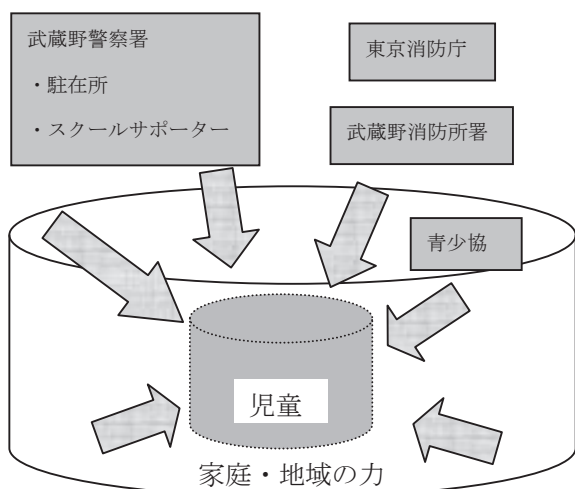 武蔵野警察署
・駐在所
・スクールサポーター
東京消防庁
武蔵野消防所署
青少協
児童
家庭・地域の力